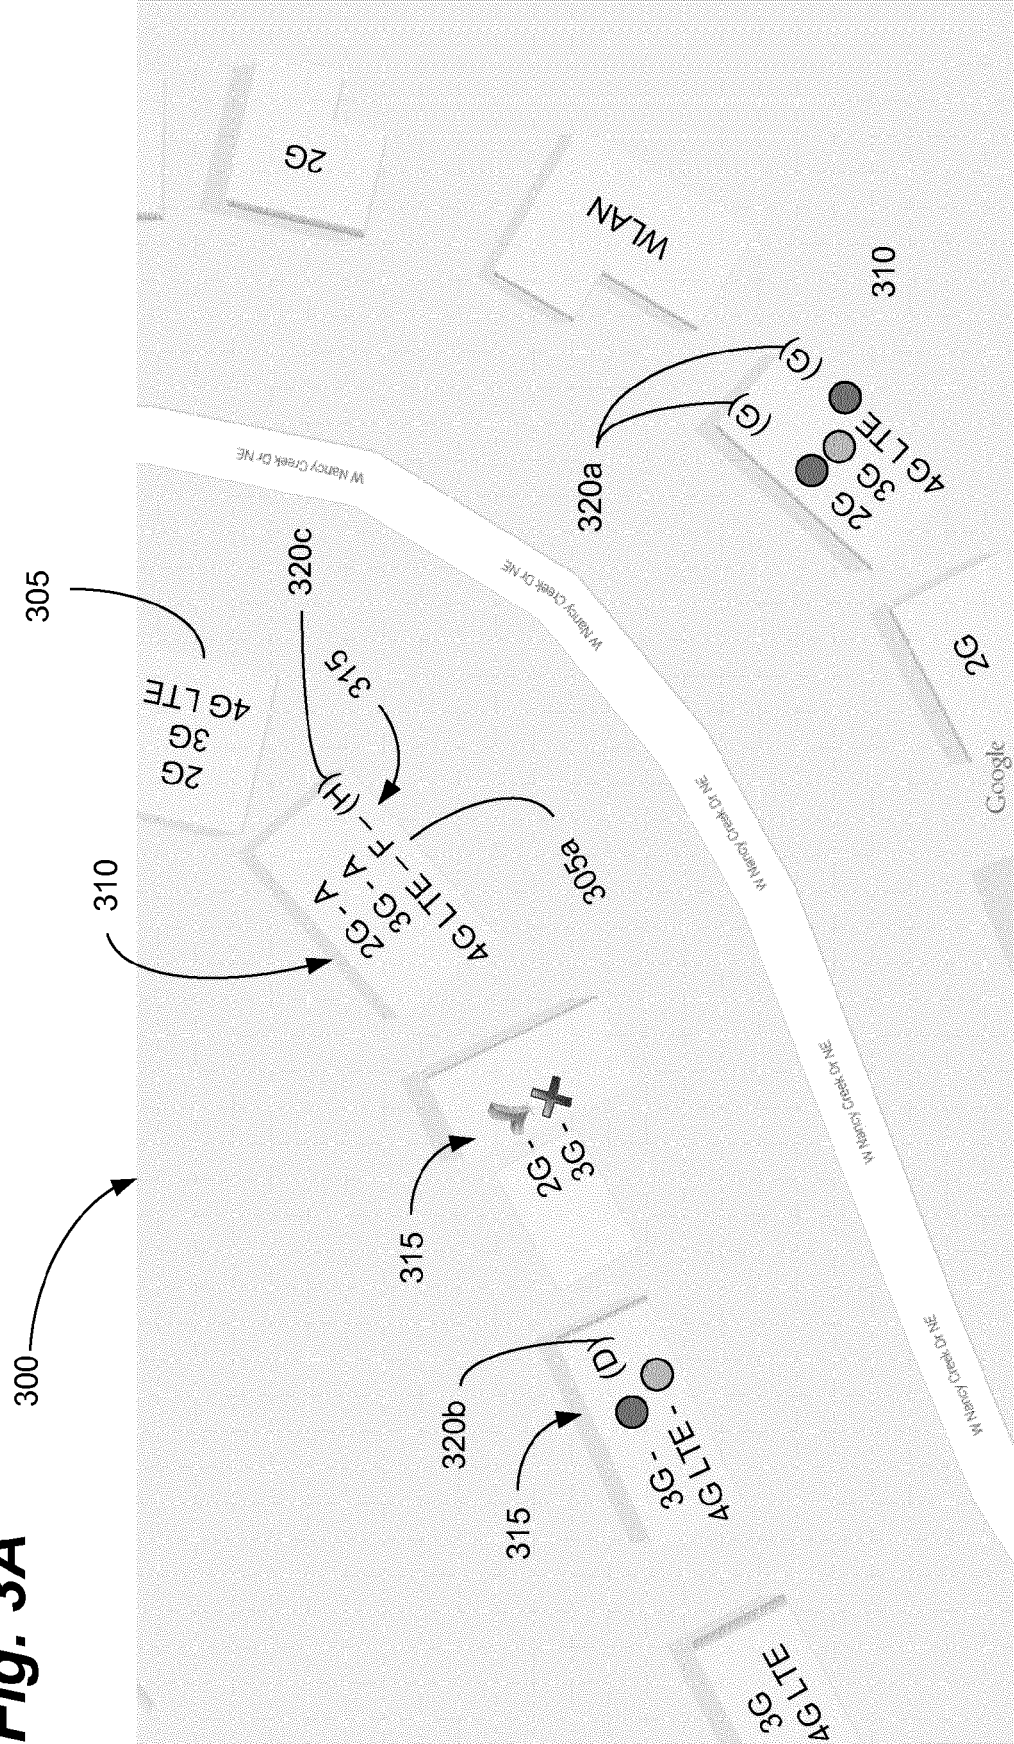 Fig. 3A
300
315
320b
3G-
(D)
4G LTE -
3G
4G LTE
315
2G-
3G-
310
305
2G
3G
4G LTE
320c
315
2G - A
3G - A
4G LTE – F – (H)
305a
2G
WLAN
320a
(G)
(G)
2G
3G
4G LTE
310
2G
W Nancy Creek Dr NE
W Nancy Creek Dr NE
W Nancy Creek Dr NE
W Nancy Creek Dr NE
W Nancy Creek Dr NE
Google